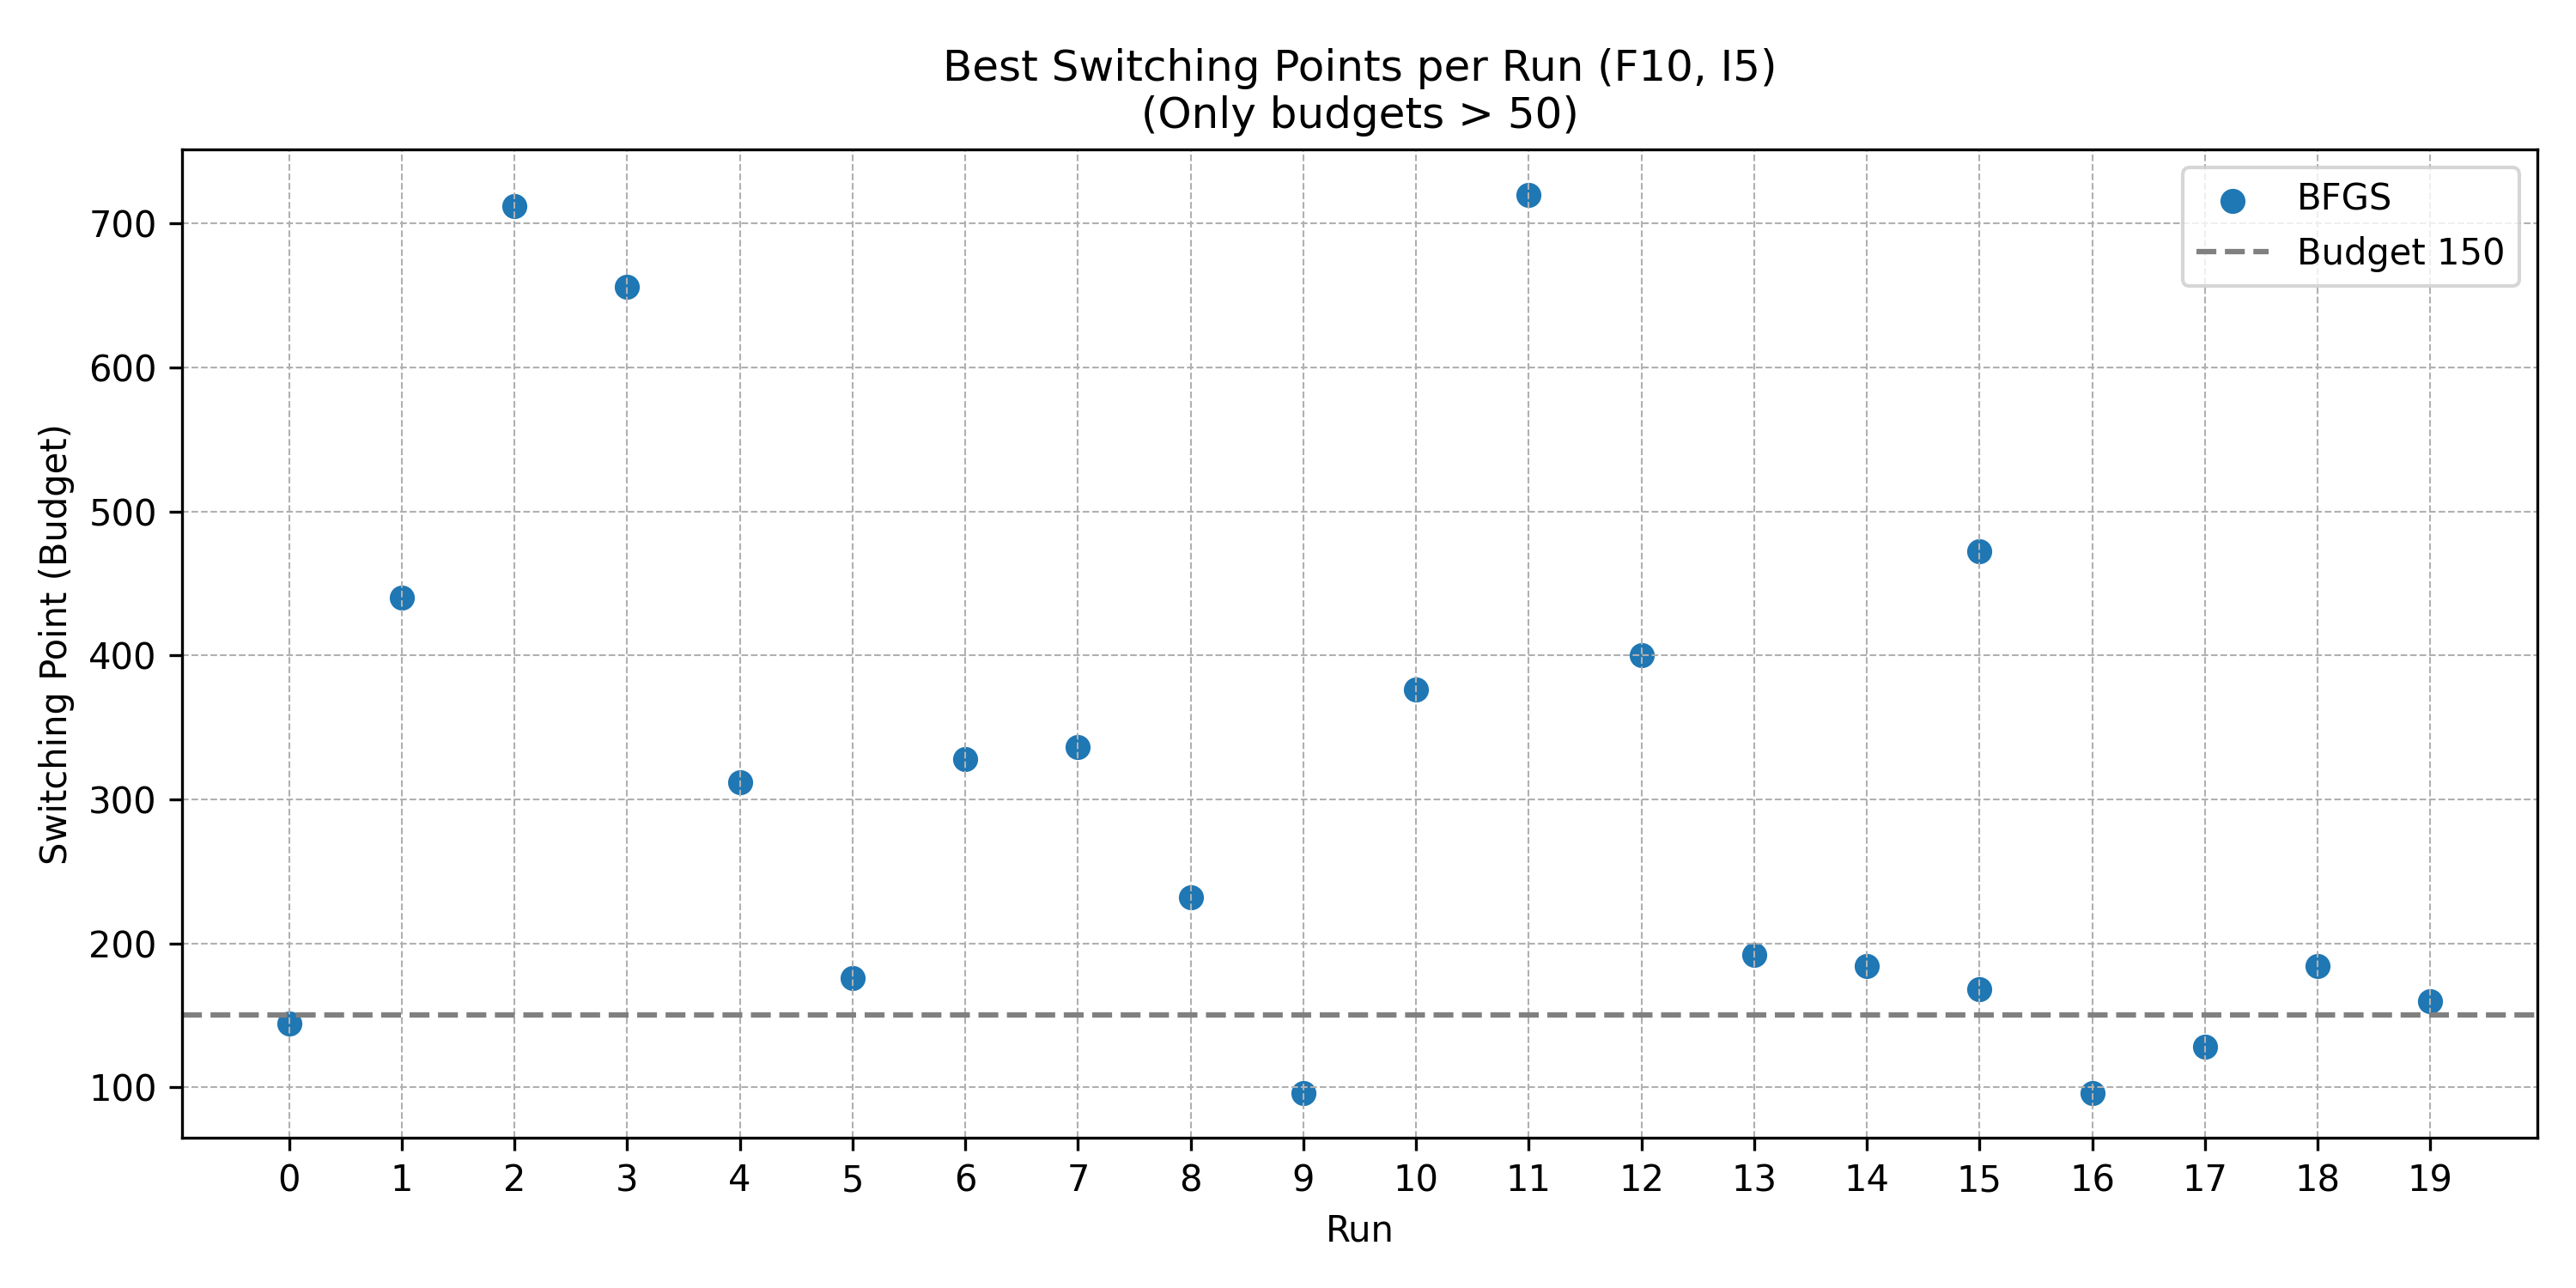 Best Switching Points per Run (F10, I5)
(Only budgets > 50)
BFGS
Budget 150
Switching Point (Budget)
700
600
500
400
300
200
100
0 1 2 3 4 5 6 7 8 9 10 11 12 13 14 15 16 17 18 19
Run